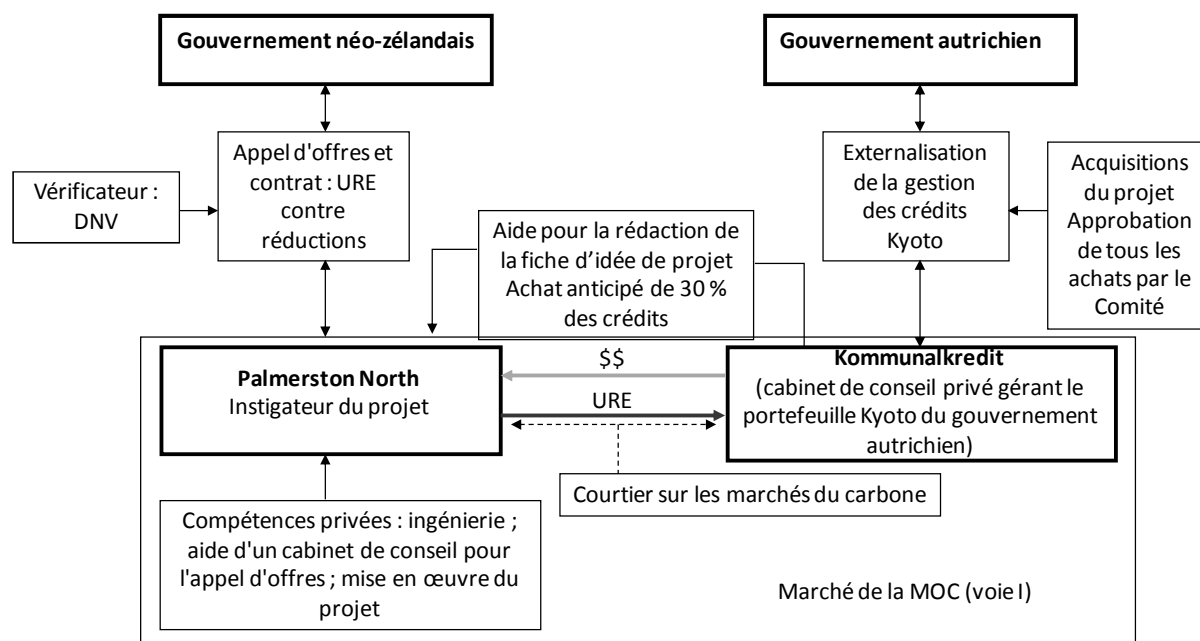 Gouvernement néo-zélandais
Gouvernement autrichien
Vérificateur :
DNV
Appel d'offres et
contrat : URE
contre
réductions
Externalisation
de la gestion
des crédits
Kyoto
Acquisitions
du projet
Approbation
de tous les
achats par le
Comité
Aide pour la rédaction de
la fiche d’idée de projet
Achat anticipé de 30 %
des crédits
Palmerston North
Instigateur du projet
$$
URE
Kommunalkredit
(cabinet de conseil privé gérant le
portefeuille Kyoto du gouvernement
autrichien)
Courtier sur les marchés du carbone
Compétences privées : ingénierie ;
aide d'un cabinet de conseil pour
l'appel d'offres ; mise en œuvre du
projet
Marché de la MOC (voie I)